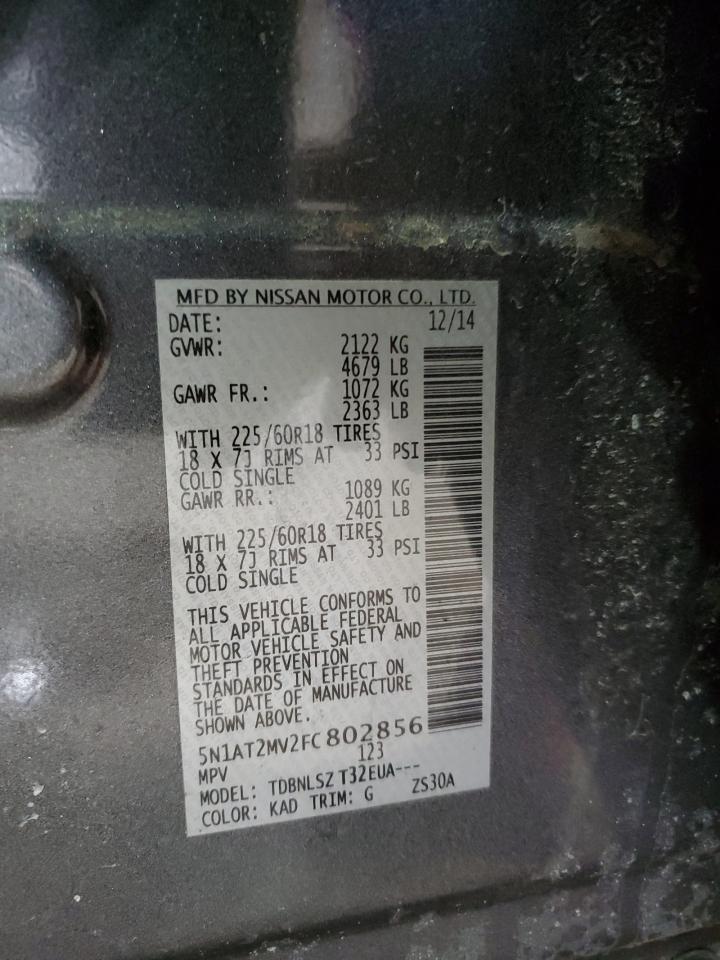 MFD BY NISSAN MOTOR CO., LTD.
DATE: 12/14
GVWR: 2122 KG
4679 LB
GAWR FR.: 1072 KG
2363 LB
WITH 225/60R18 TIRES
18 X 7J RIMS AT 33 PSI
COLD SINGLE
GAWR RR.: 1089 KG
2401 LB
WITH 225/60R18 TIRES
18 X 7J RIMS AT 33 PSI
COLD SINGLE
THIS VEHICLE CONFORMS TO
ALL APPLICABLE FEDERAL
MOTOR VEHICLE SAFETY AND
THEFT PREVENTION
STANDARDS IN EFFECT ON
THE DATE OF MANUFACTURE
SHOWN ABOVE.
5N1AT2MV2FC802856
MPV 123
MODEL: TDBNLSZ T32EUA---
COLOR: KAD TRIM: G ZS30A